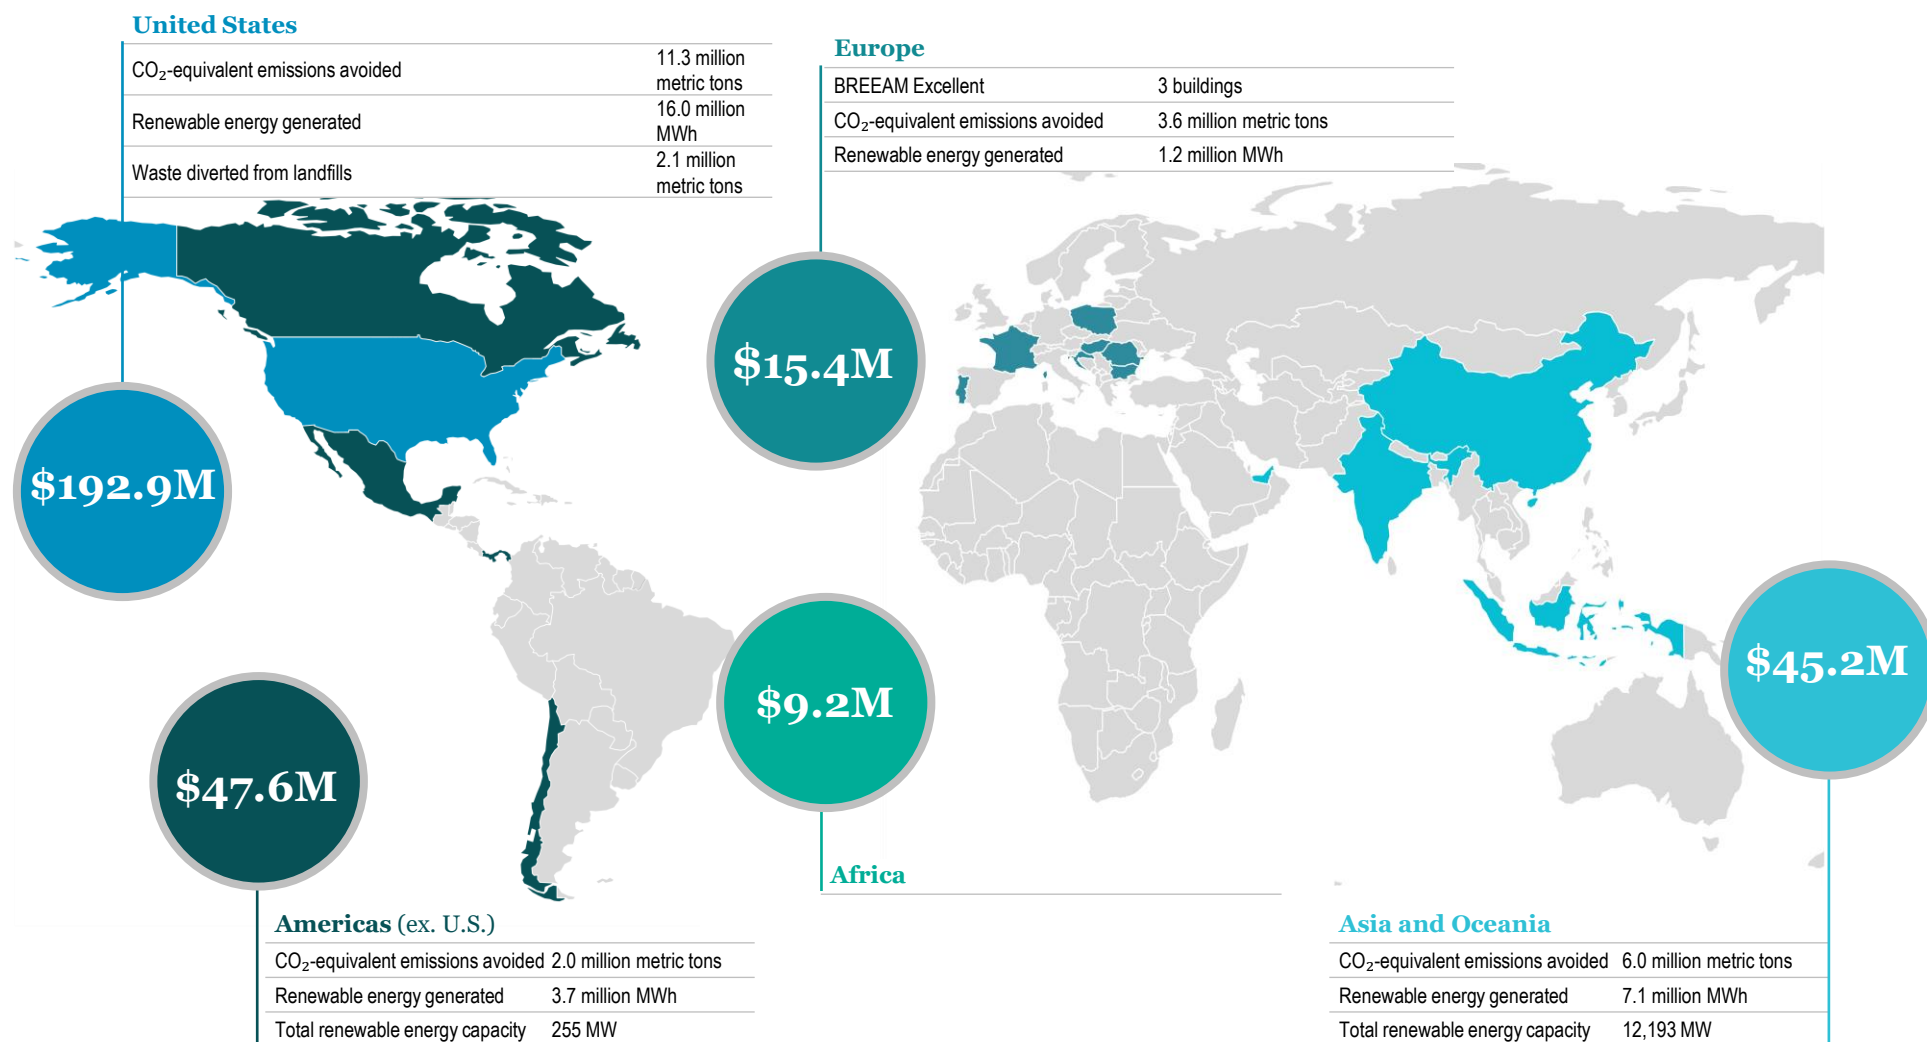 United States
CO₂-equivalent emissions avoided 11.3 million metric tons
Renewable energy generated 16.0 million MWh
Waste diverted from landfills 2.1 million metric tons
Europe
BREEAM Excellent 3 buildings
CO₂-equivalent emissions avoided 3.6 million metric tons
Renewable energy generated 1.2 million MWh
$15.4M
$192.9M
$9.2M
$45.2M
$47.6M
Africa
Americas (ex. U.S.)
CO₂-equivalent emissions avoided 2.0 million metric tons
Renewable energy generated 3.7 million MWh
Total renewable energy capacity 255 MW
Asia and Oceania
CO₂-equivalent emissions avoided 6.0 million metric tons
Renewable energy generated 7.1 million MWh
Total renewable energy capacity 12,193 MW